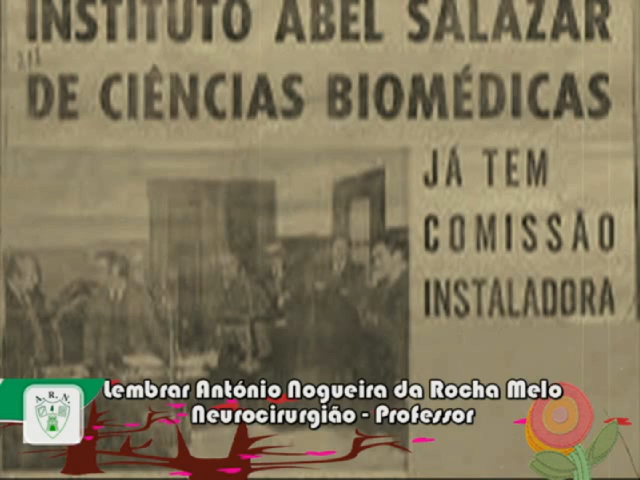 INSTITUTO ABEL SALAZAR
DE CIÊNCIAS BIOMÉDICAS
JÁ TEM
COMISSÃO
INSTALADORA
A. R. N.
Lembrar António Nogueira da Rocha Melo
Neurocirurgião - Professor